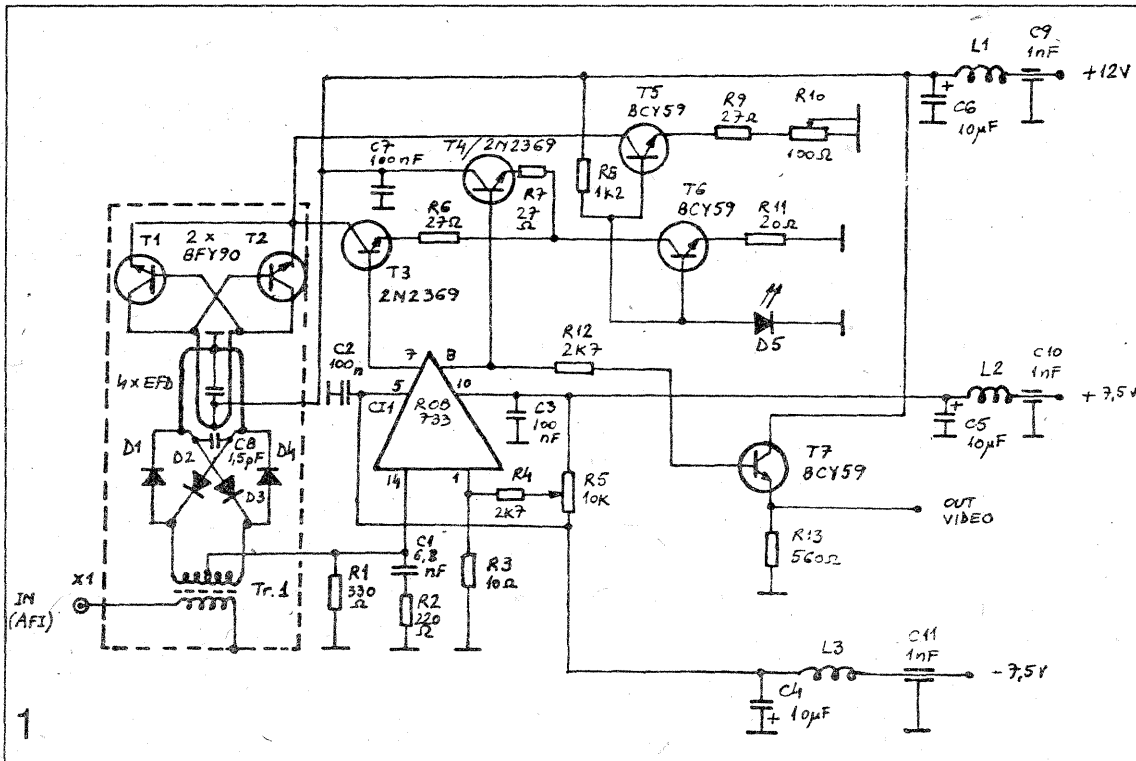 C9
1nF
L1
+12V
+
C6
10µF
T5
BCY59
R9
27Ω
R10
100Ω
T4/2N2369
C7
100nF
R7
27
Ω
R8
1K2
T6
BCY59
R6
27Ω
R11
20Ω
T1
2x
BFY90
T2
T3
2N2369
D5
R12
2K7
C2
100n
7
8
5
10
CI1
ROB
733
14
1
C3
100
nF
L2
C10
1nF
+7,5V
+
C5
10µF
4xEFD
D1
D2
C8
1,5pF
D4
D3
R4
2K7
R5
10K
T7
BCY59
OUT
VIDEO
R13
560Ω
X1
IN
(AFI)
Tr.1
R1
330
Ω
C1
6,8
nF
R2
220
Ω
R3
10Ω
L3
C11
1nF
-7,5V
C4
+
10µF
1